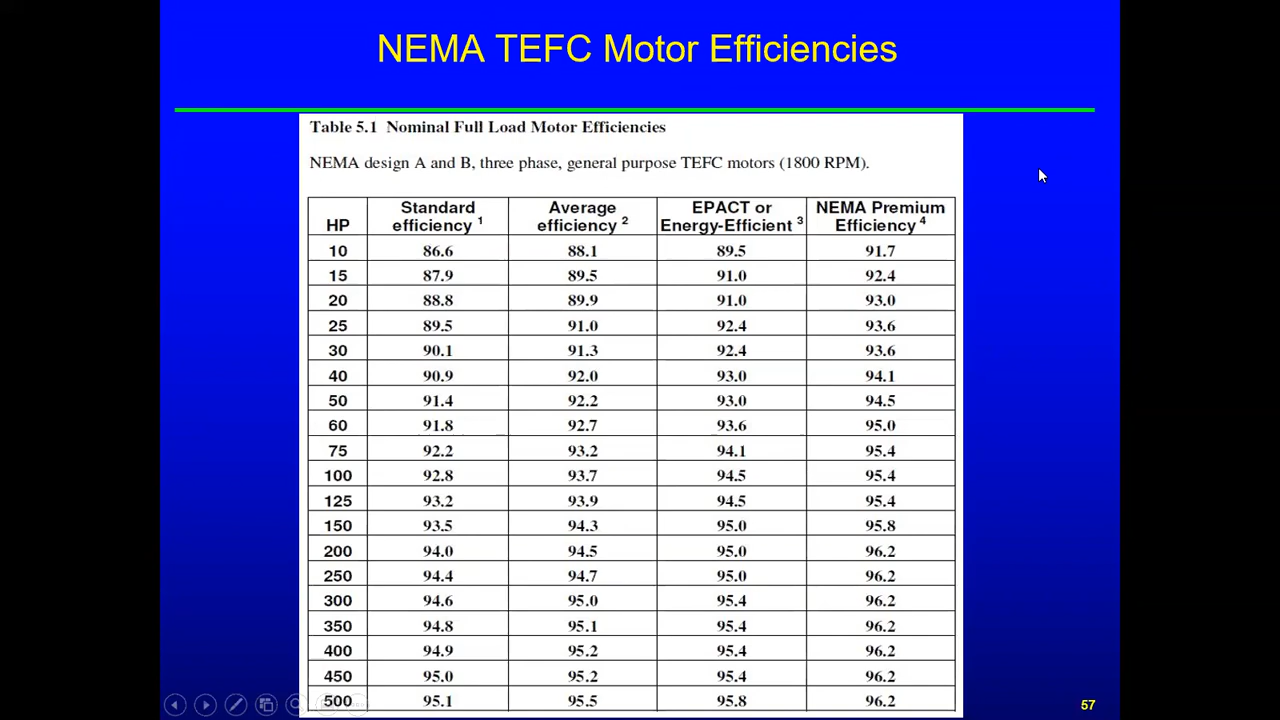 NEMA TEFC Motor Efficiencies
Table 5.1 Nominal Full Load Motor Efficiencies
NEMA design A and B, three phase, general purpose TEFC motors (1800 RPM).
HP Standard efficiency 1 Average efficiency 2 EPACT or Energy-Efficient 3 NEMA Premium Efficiency 4
10 86.6 88.1 89.5 91.7
15 87.9 89.5 91.0 92.4
20 88.8 89.9 91.0 93.0
25 89.5 91.0 92.4 93.6
30 90.1 91.3 92.4 93.6
40 90.9 92.0 93.0 94.1
50 91.4 92.2 93.0 94.5
60 91.8 92.7 93.6 95.0
75 92.2 93.2 94.1 95.4
100 92.8 93.7 94.5 95.4
125 93.2 93.9 94.5 95.4
150 93.5 94.3 95.0 95.8
200 94.0 94.5 95.0 96.2
250 94.4 94.7 95.0 96.2
300 94.6 95.0 95.4 96.2
350 94.8 95.1 95.4 96.2
400 94.9 95.2 95.4 96.2
450 95.0 95.2 95.4 96.2
500 95.1 95.5 95.8 96.2
57